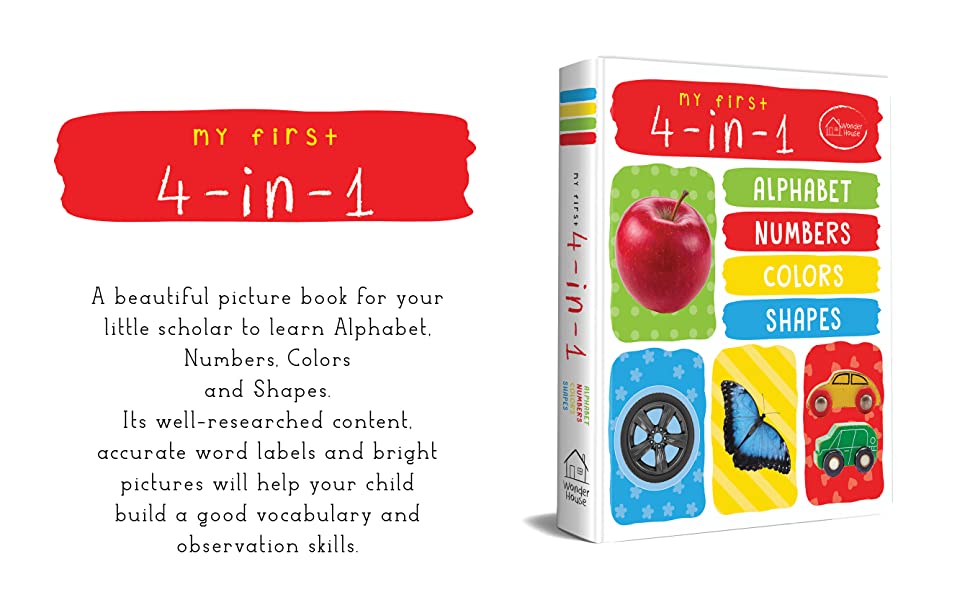 my first
4-in-1
A beautiful picture book for your
little scholar to learn Alphabet,
Numbers, Colors
and Shapes.
Its well-researched content,
accurate word labels and bright
pictures will help your child
build a good vocabulary and
observation skills.
my first
4-in-1
Wonder
House
ALPHABET
NUMBERS
COLORS
SHAPES
my first 4-in-1
ALPHABET
NUMBERS
COLORS
SHAPES
Wonder
House